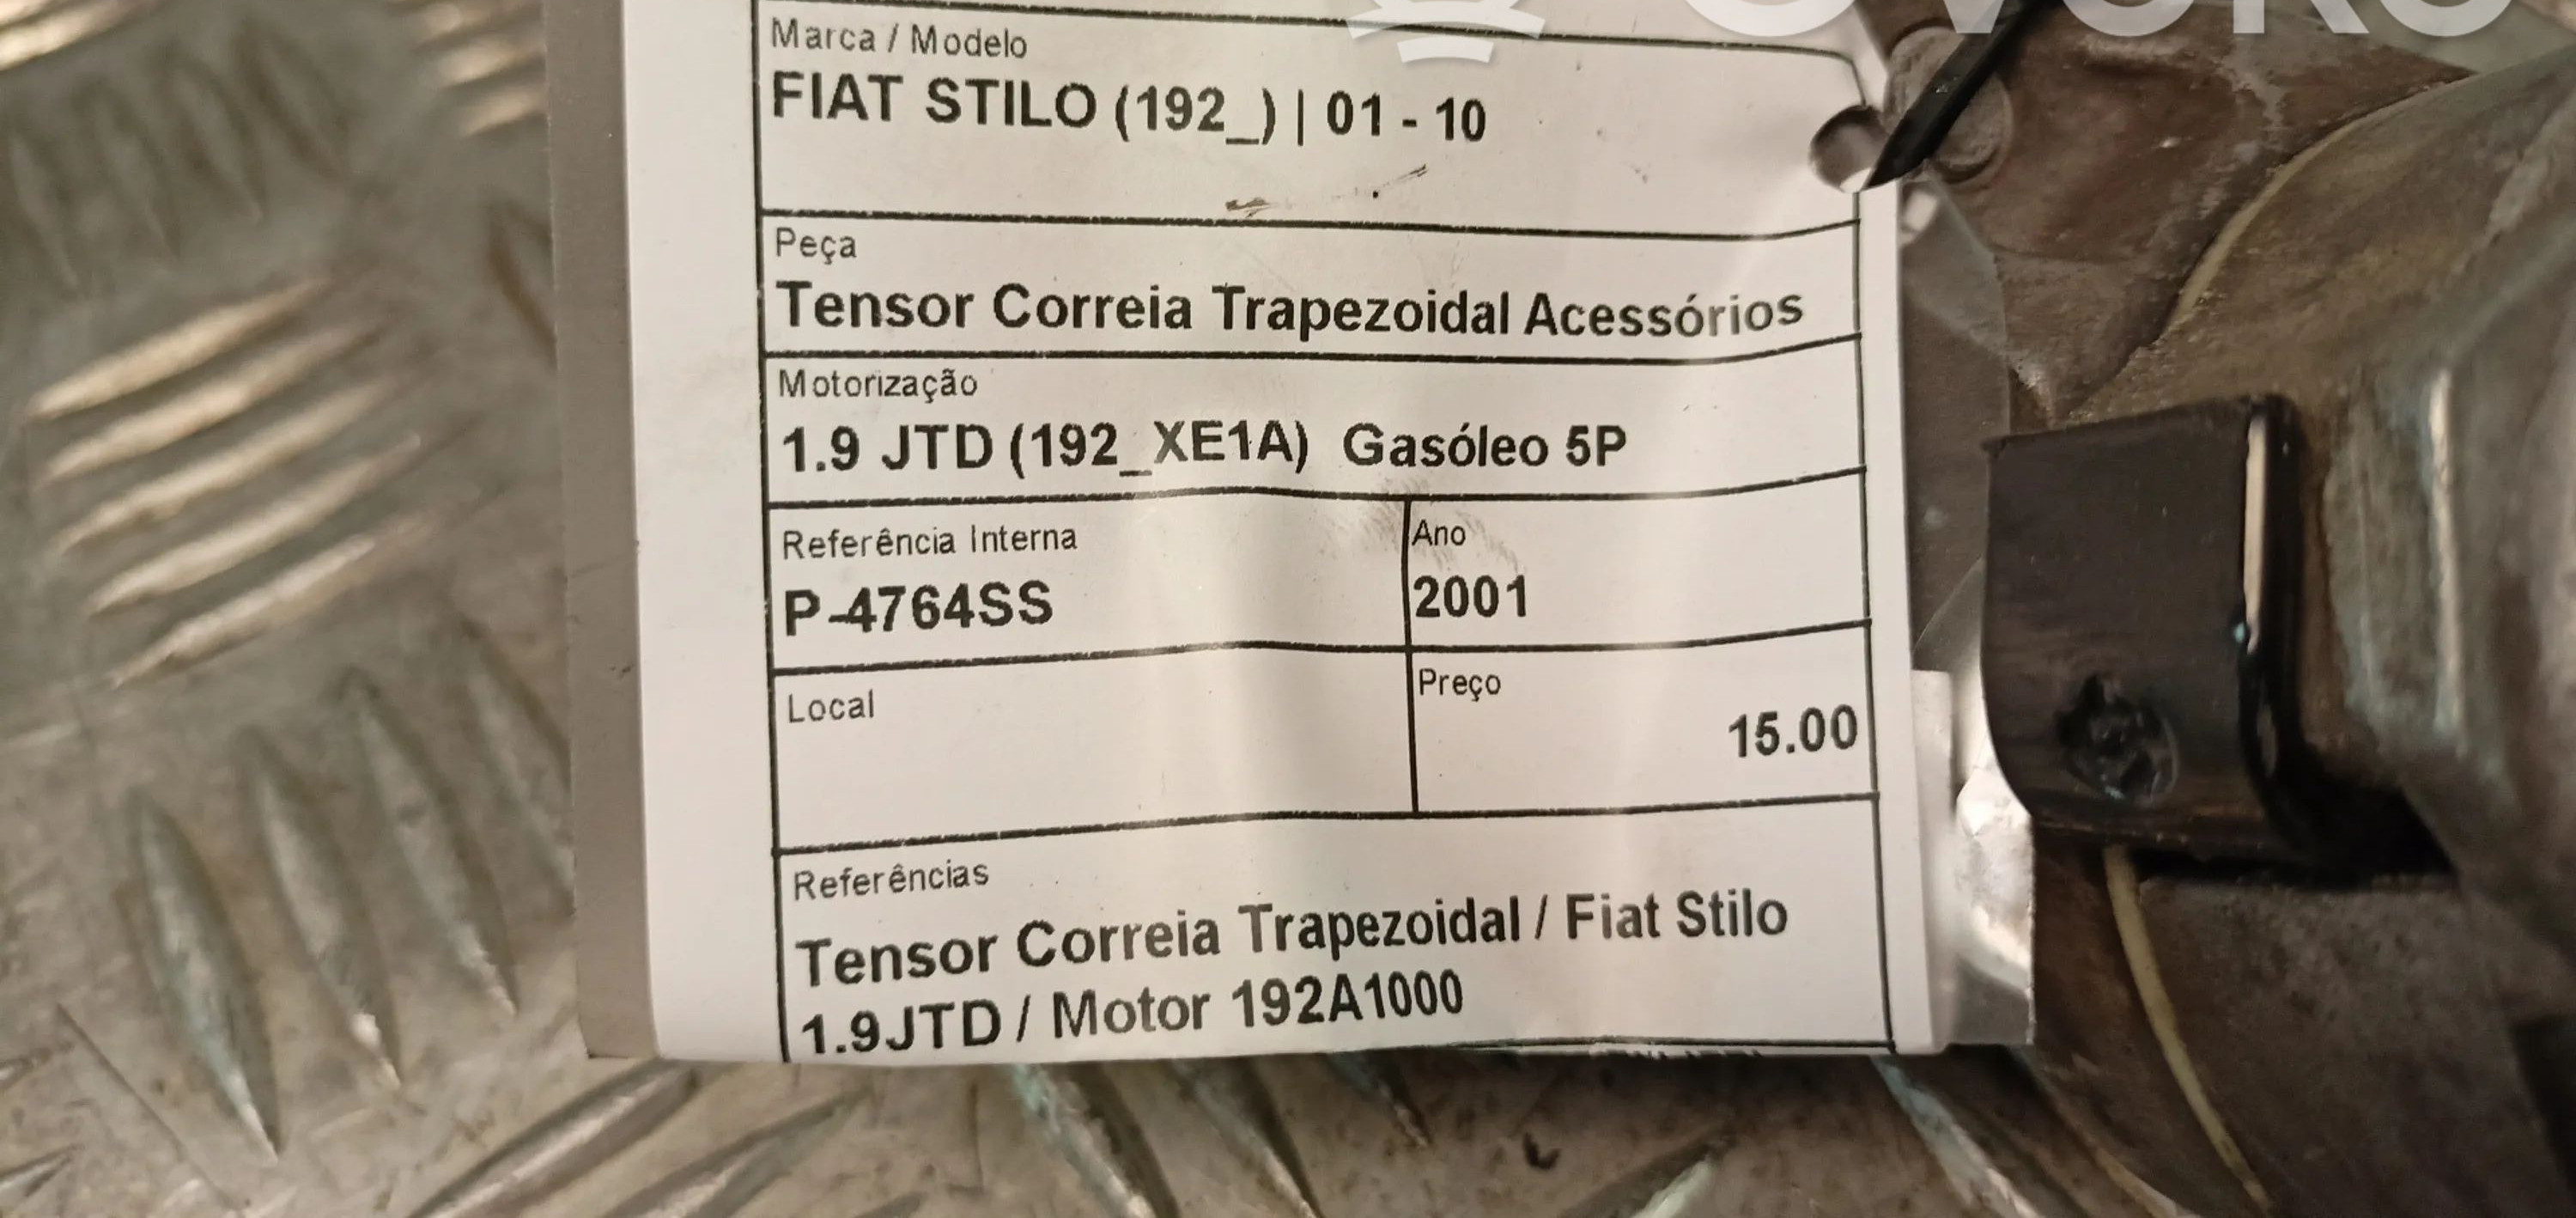 Marca / Modelo
FIAT STILO (192_) | 01 - 10
Peça
Tensor Correia Trapezoidal Acessórios
Motorização
1.9 JTD (192_XE1A) Gasóleo 5P
Referência Interna
P-4764SS
Ano
2001
Local
Preço
15.00
Referências
Tensor Correia Trapezoidal / Fiat Stilo
1.9JTD / Motor 192A1000